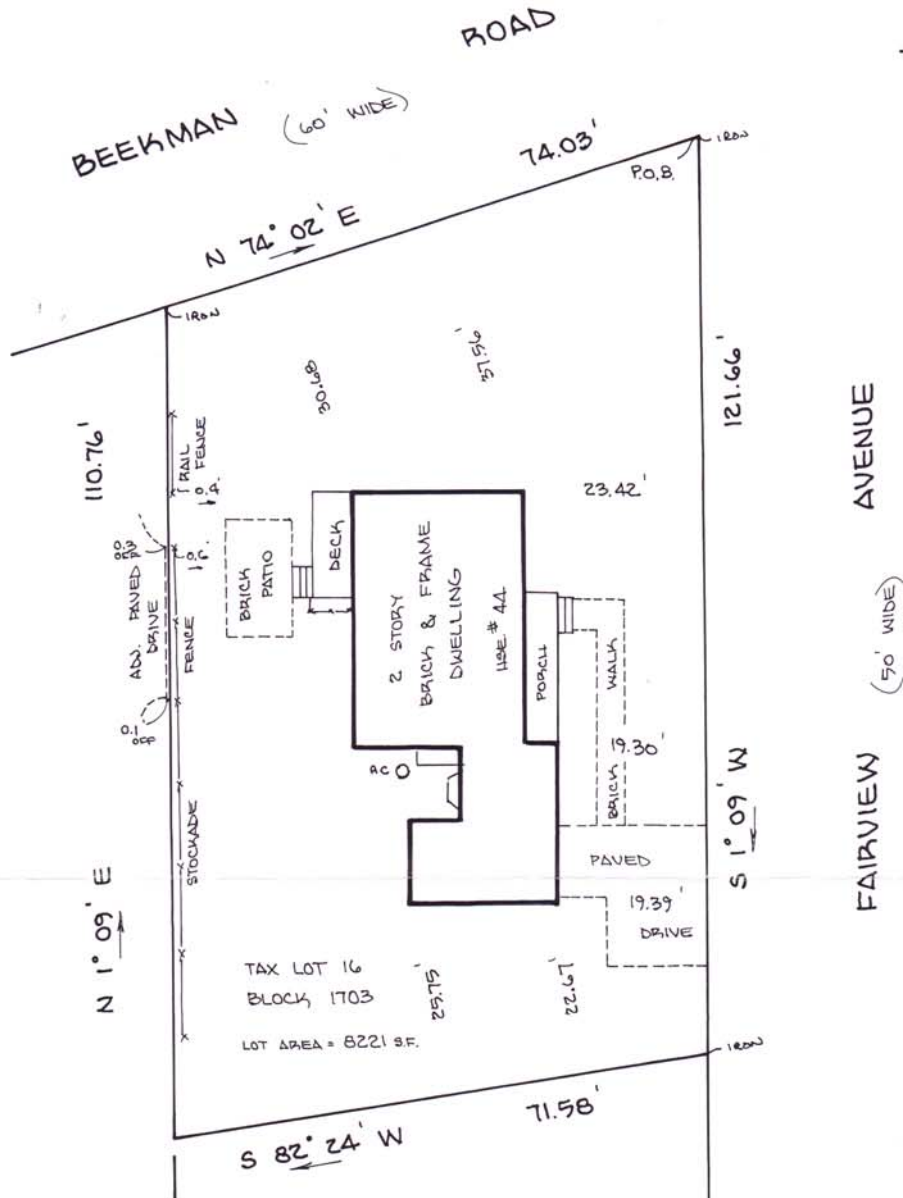 ROAD
BEEKMAN (60' WIDE)
74.03'
IRON
P.O.B.
N 74° 02' E
IRON
37.56'
30.68
121.66'
110.76'
RAIL
FENCE
0.4
23.42'
AVENUE
0.3
OFF
0.6
ADJ. PAVED
DRIVE
FENCE
BRICK
PATIO
DECK
2 STORY
BRICK & FRAME
DWELLING
HSE # 44
PORCH
WALK
BRICK
(50' WIDE)
0.1
OFF
AC
19.30'
S 1° 09' W
FAIRVIEW
STOCKADE
PAVED
19.39'
DRIVE
N 1° 09' E
TAX LOT 16
BLOCK 1703
LOT AREA = 8221 S.F.
25.75'
22.67'
IRON
71.58'
S 82° 24' W